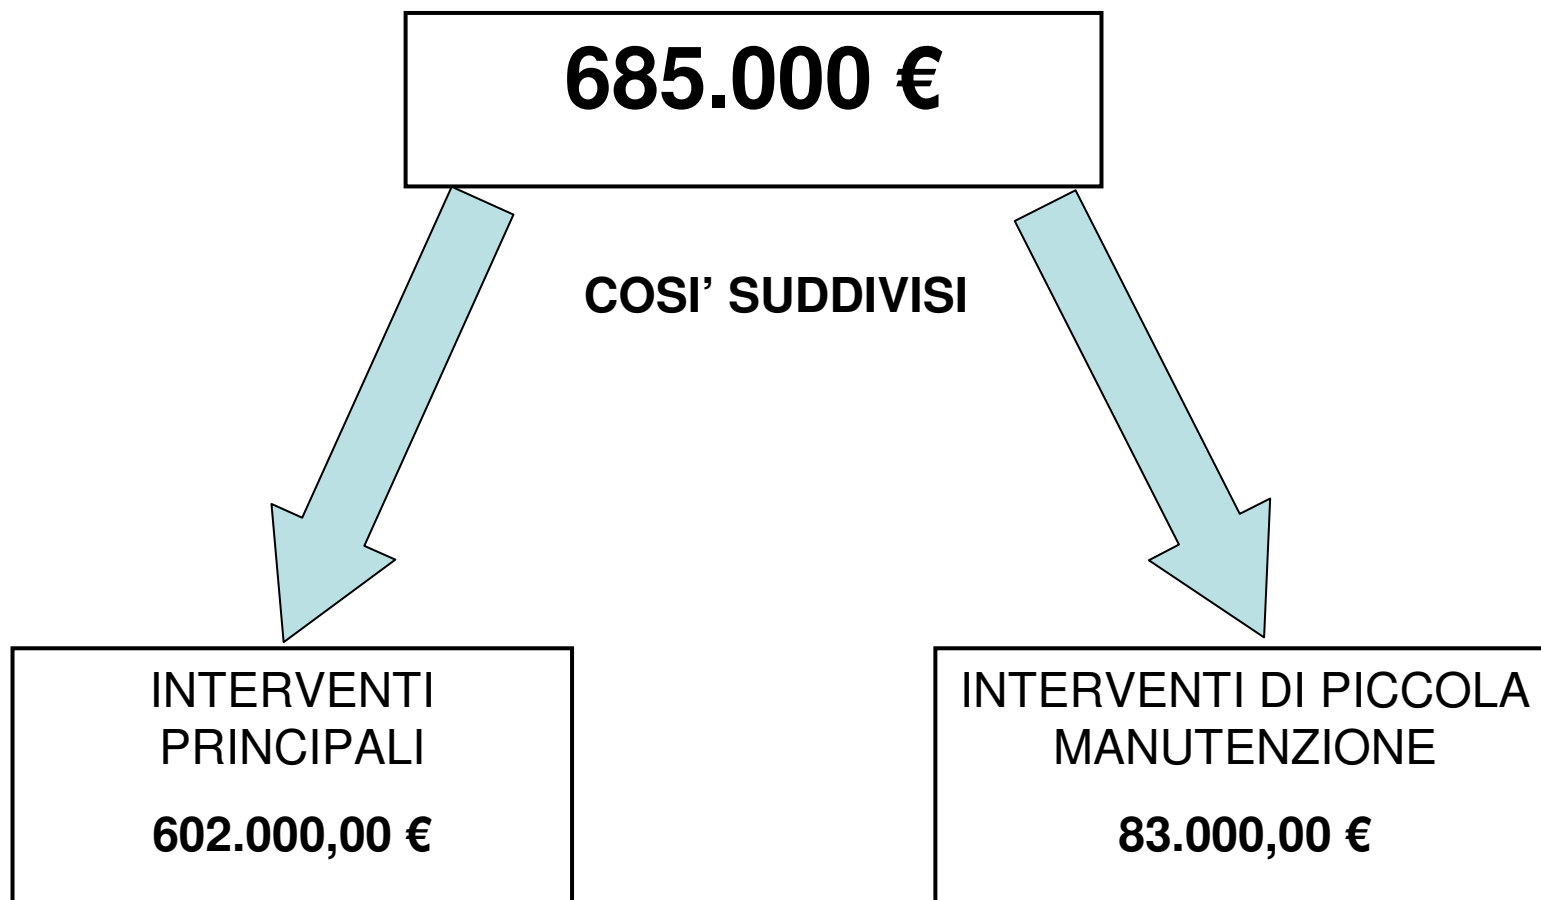 685.000 €
COSI’ SUDDIVISI
INTERVENTI
PRINCIPALI
602.000,00 €
INTERVENTI DI PICCOLA
MANUTENZIONE
83.000,00 €